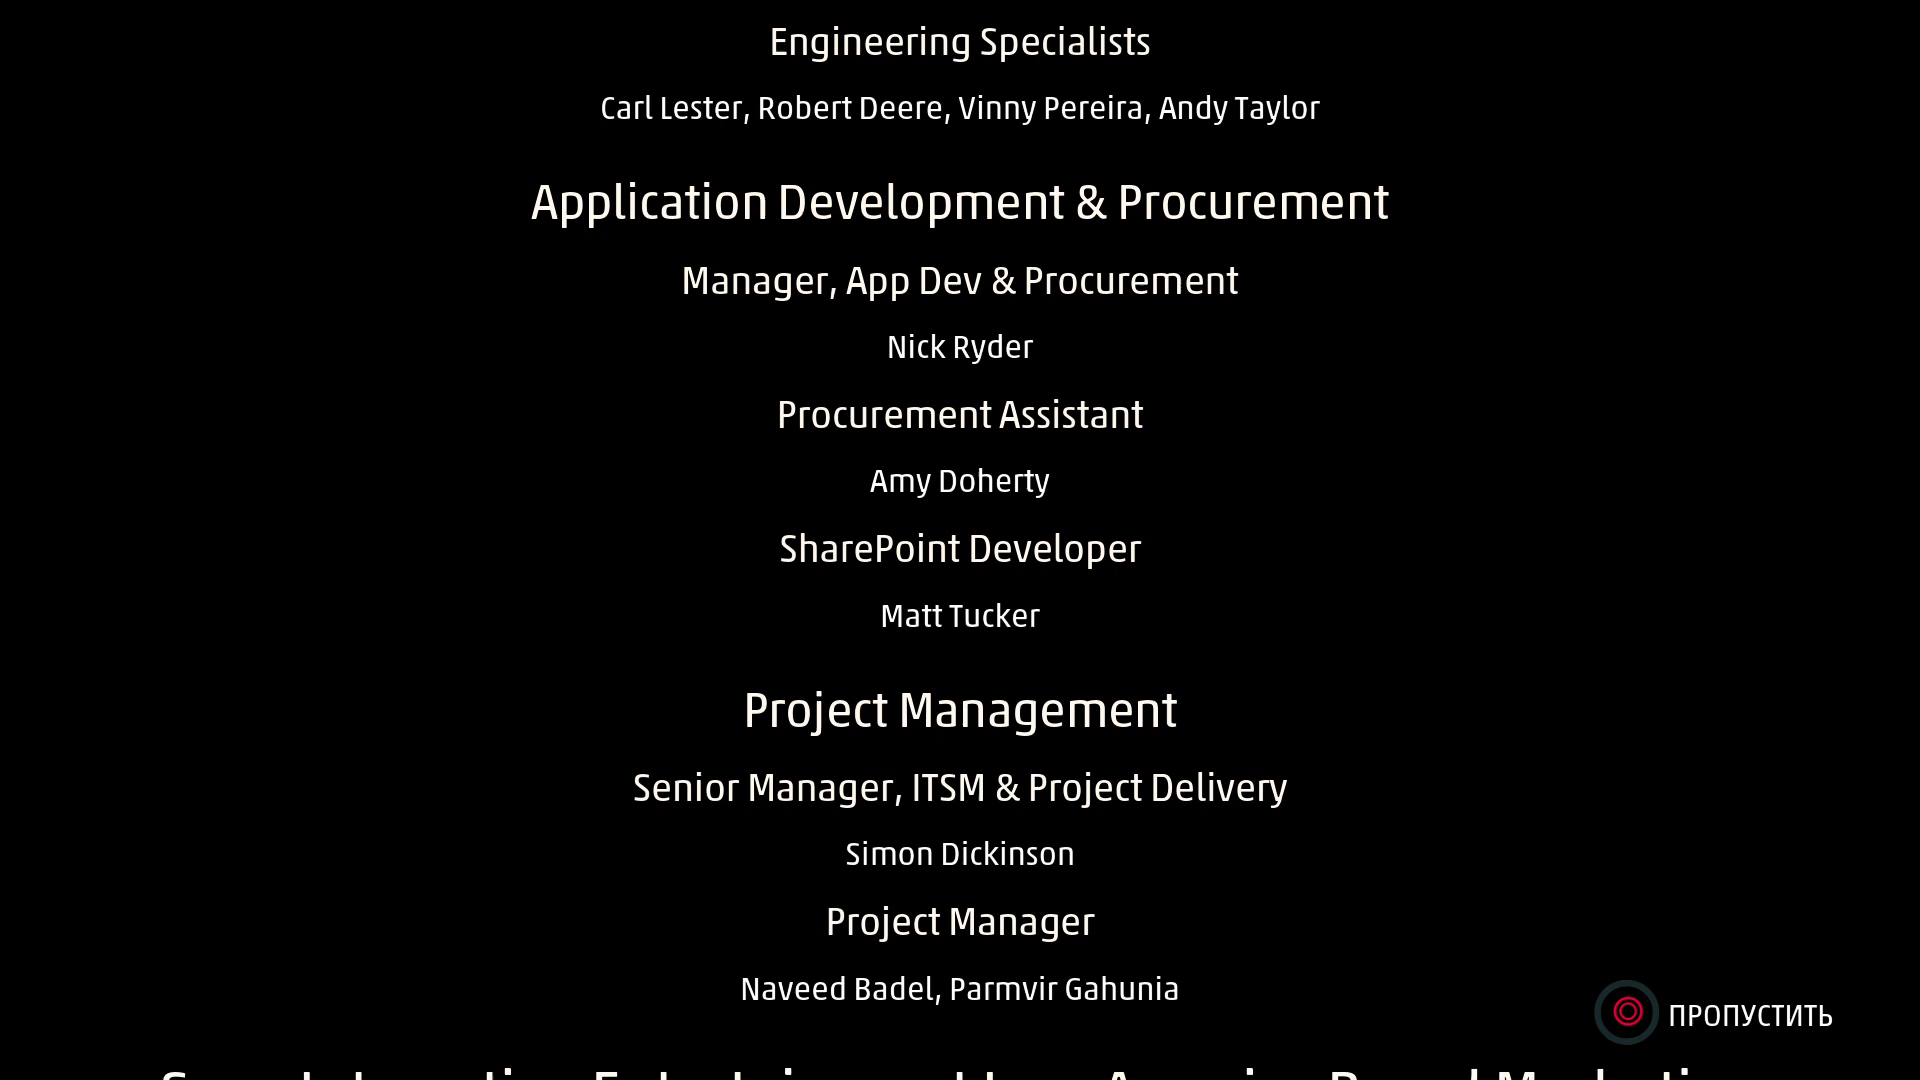 Engineering Specialists
Carl Lester, Robert Deere, Vinny Pereira, Andy Taylor
Application Development & Procurement
Manager, App Dev & Procurement
Nick Ryder
Procurement Assistant
Amy Doherty
SharePoint Developer
Matt Tucker
Project Management
Senior Manager, ITSM & Project Delivery
Simon Dickinson
Project Manager
Naveed Badel, Parmvir Gahunia
ПРОПУСТИТЬ